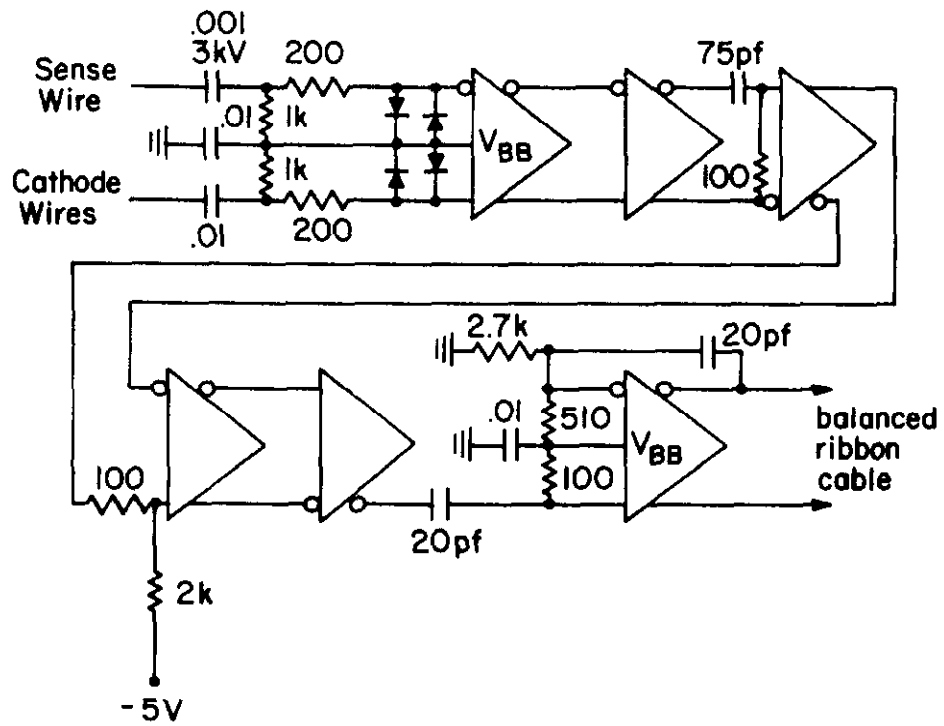 .001
3kV
200
75pf
Sense
Wire
.01
1k
VBB
Cathode
Wires
1k
100
.01
200
2.7k
20pf
.01
510
balanced
ribbon
cable
VBB
100
100
20pf
2k
-5V